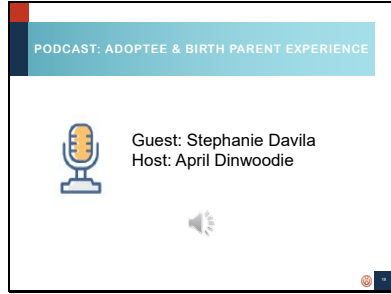 PODCAST: ADOPTEE & BIRTH PARENT EXPERIENCE
Guest: Stephanie Davila
Host: April Dinwoodie